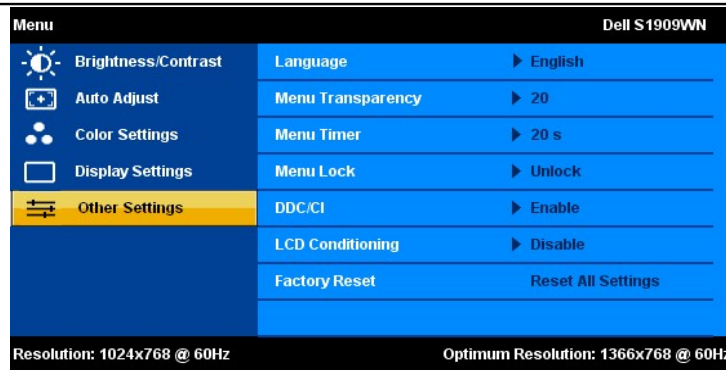 Menu Dell S1909WN
Brightness/Contrast Language English
Auto Adjust Menu Transparency 20
Color Settings Menu Timer 20 s
Display Settings Menu Lock Unlock
Other Settings DDC/CI Enable
LCD Conditioning Disable
Factory Reset Reset All Settings
Resolution: 1024x768 @ 60Hz Optimum Resolution: 1366x768 @ 60Hz